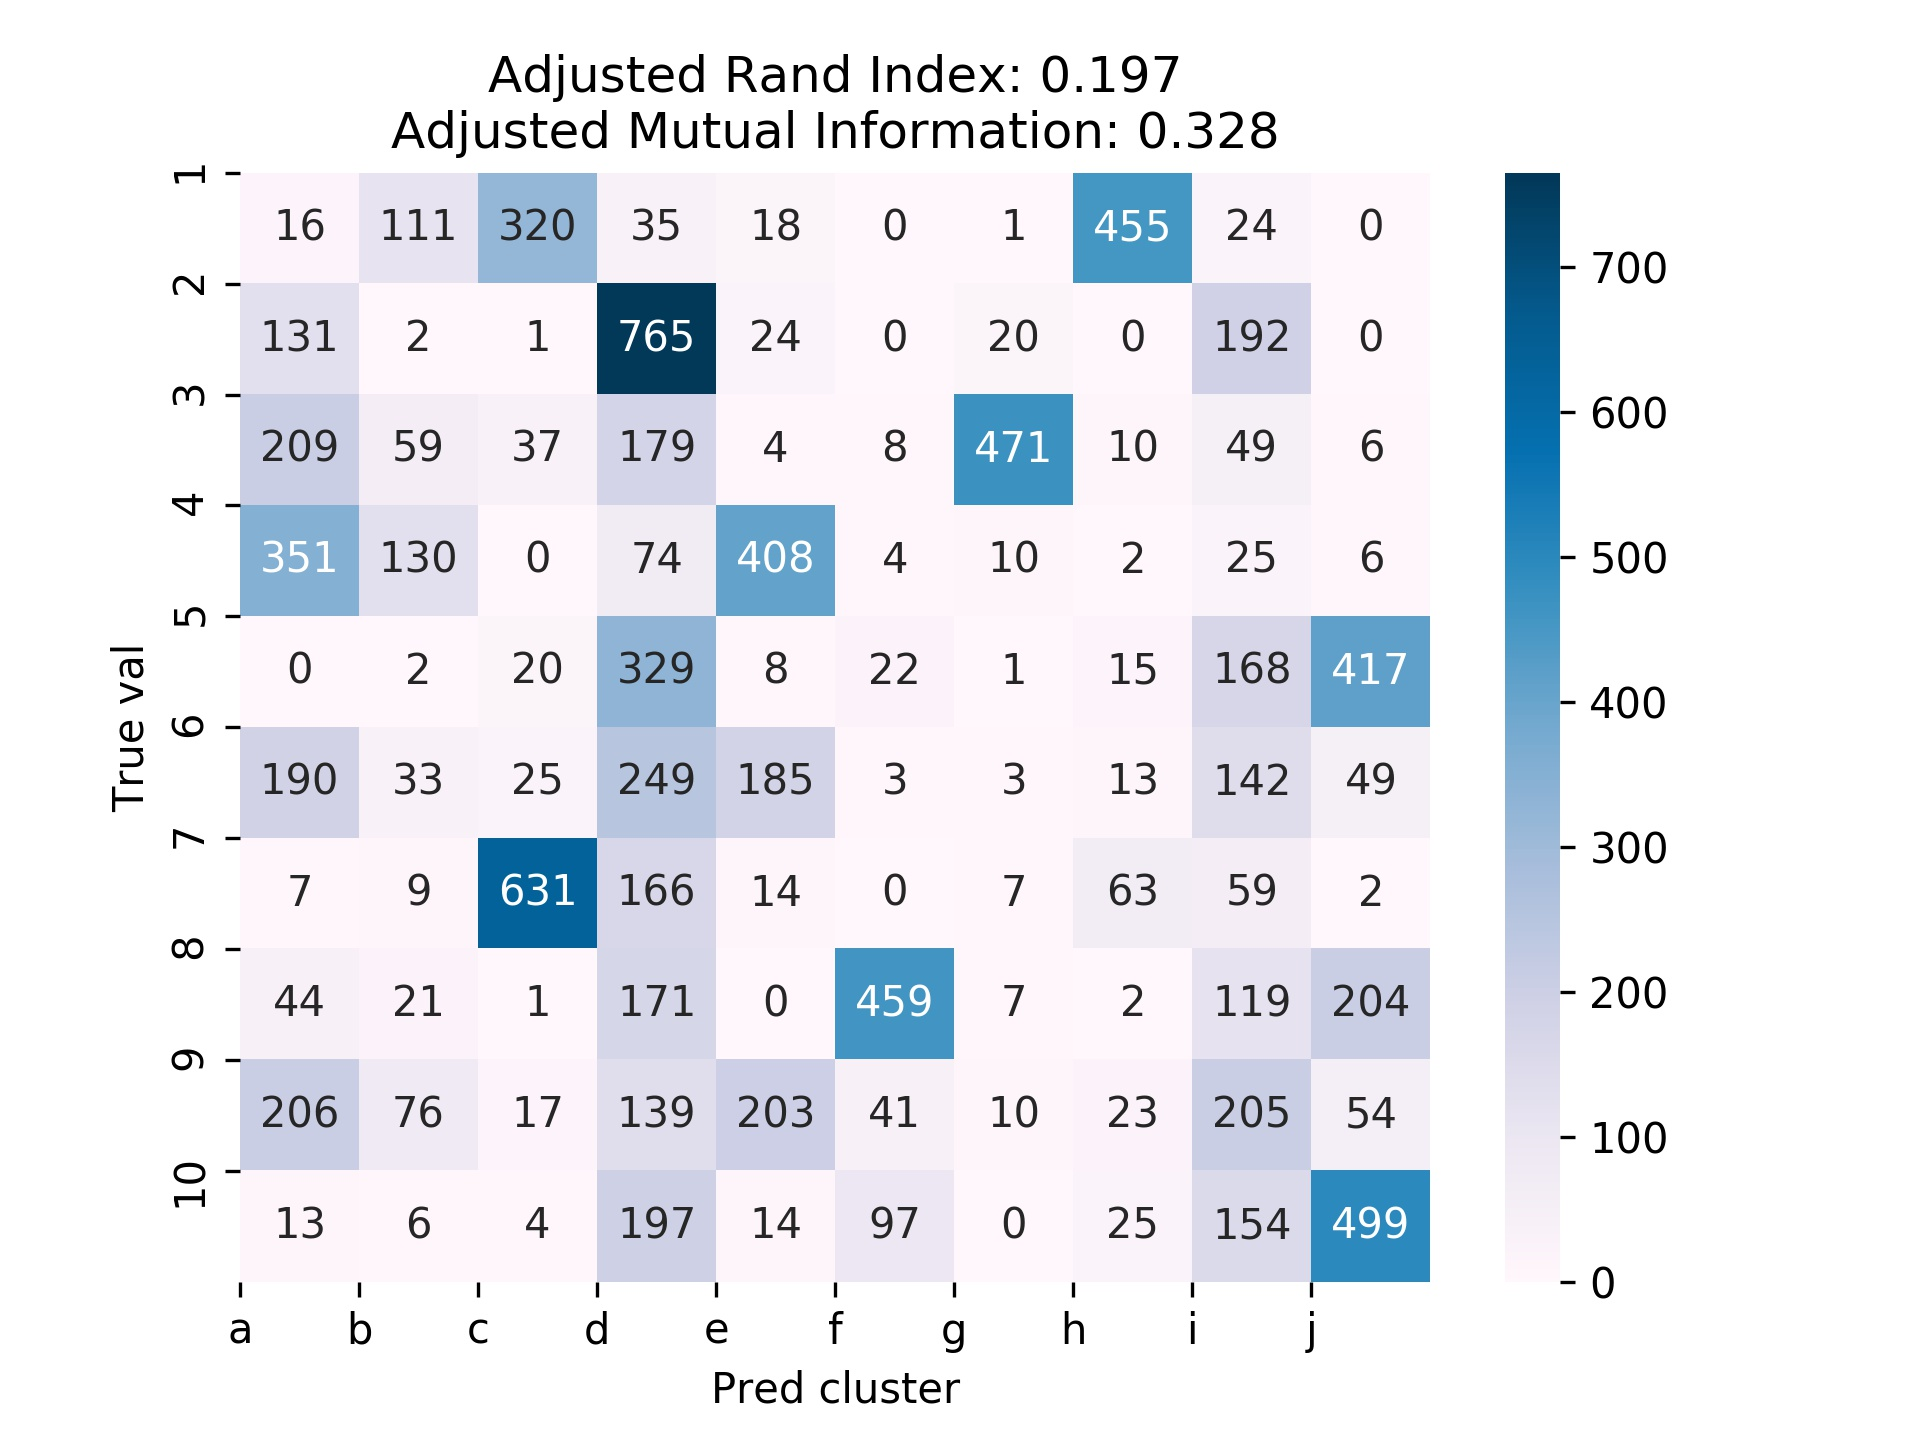 Adjusted Rand Index: 0.197
Adjusted Mutual Information: 0.328
1
16 111 320 35 18 0 1 455 24 0
2
131 2 1 765 24 0 20 0 192 0
3
209 59 37 179 4 8 471 10 49 6
4
351 130 0 74 408 4 10 2 25 6
5
0 2 20 329 8 22 1 15 168 417
6
190 33 25 249 185 3 3 13 142 49
7
7 9 631 166 14 0 7 63 59 2
8
44 21 1 171 0 459 7 2 119 204
9
206 76 17 139 203 41 10 23 205 54
10
13 6 4 197 14 97 0 25 154 499
True val
a b c d e f g h i j
Pred cluster
700
600
500
400
300
200
100
0